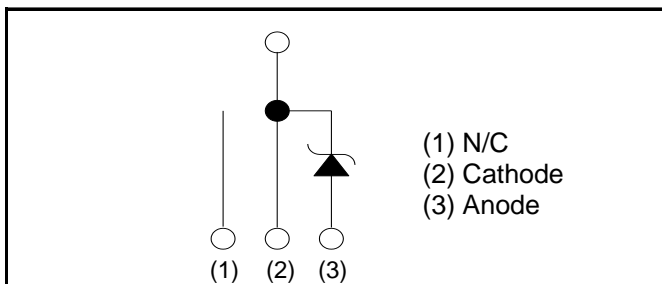 (1) N/C
(2) Cathode
(3) Anode
(1) (2) (3)